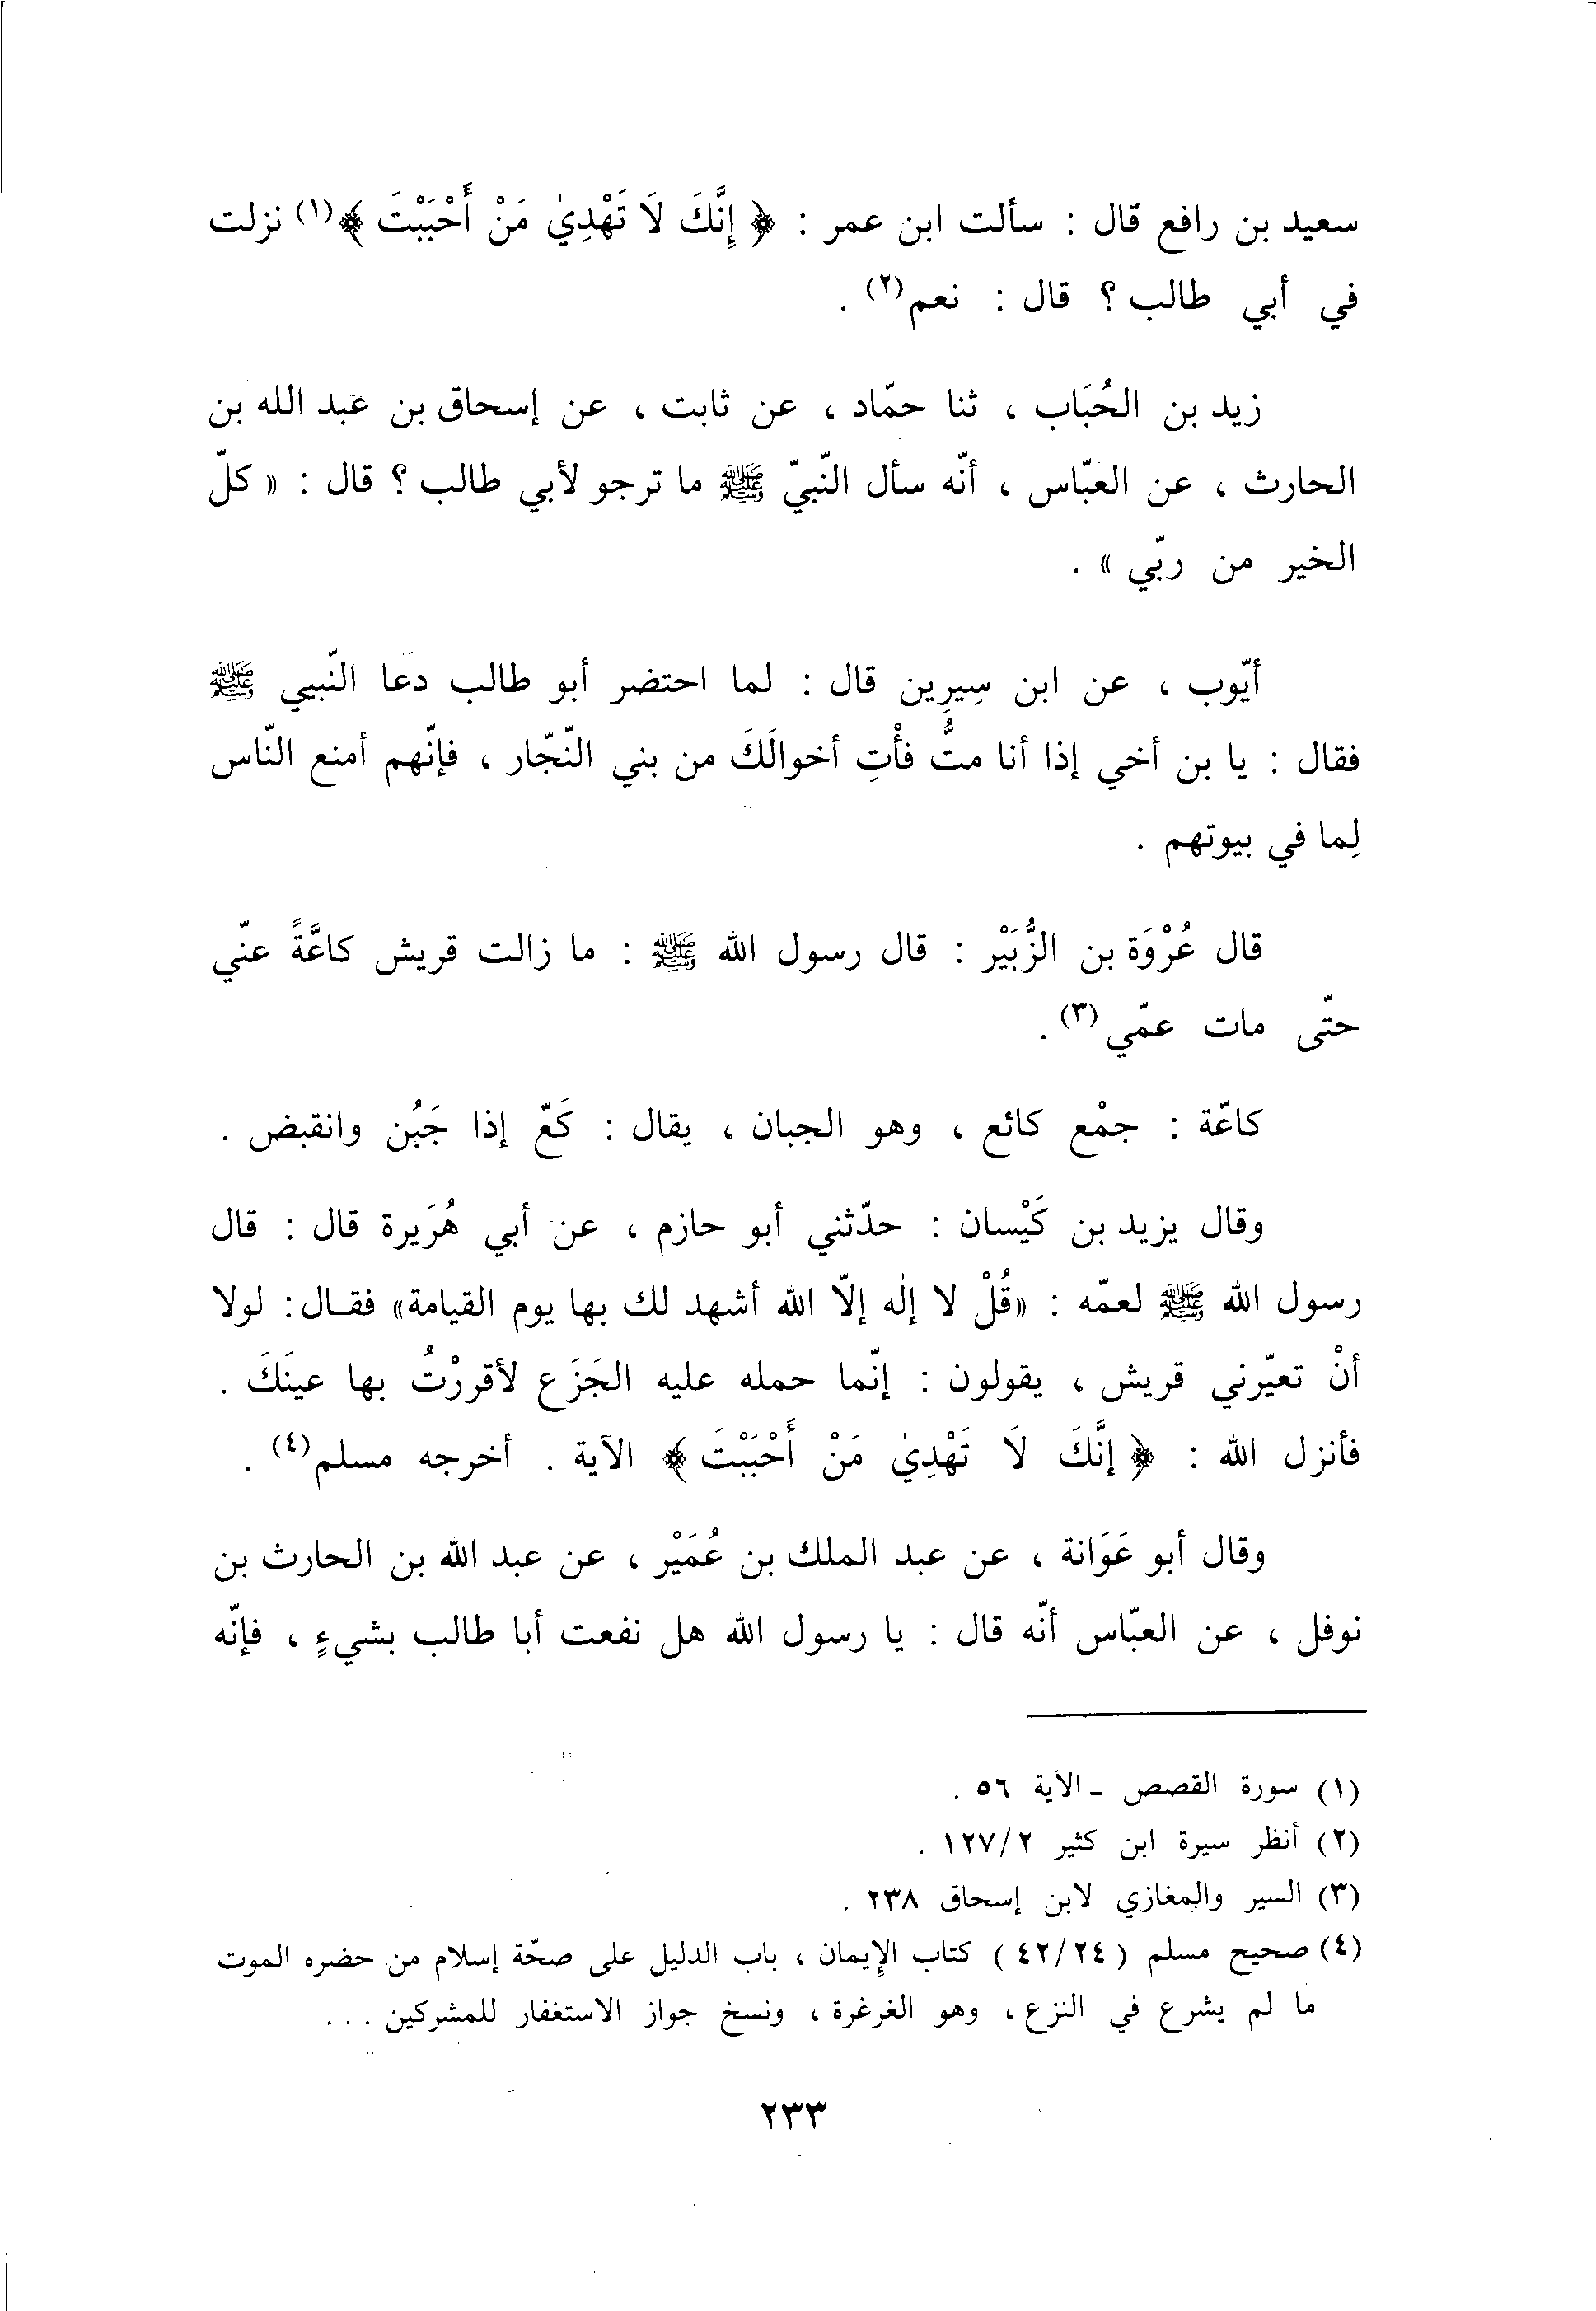 سعيد بن رافع قال : سألت ابن عمر : ﴿ إِنَّكَ لَا تَهْدِيْ مَنْ أَحْبَبْتَ ﴾(١) نزلت
في أبي طالب ؟ قال : نعم(٢) .
زيد بن الحُبَاب ، ثنا حمّاد ، عن ثابت ، عن إسحاق بن عبد الله بن
الحارث ، عن العبّاس ، أنّه سأل النّبيّ ﷺ ما ترجو لأبي طالب ؟ قال : « كلّ
الخير من ربّي » .
أيّوب ، عن ابن سِيرِين قال : لما احتضر أبو طالب دعا النّبيي ﷺ
فقال : يا بن أخي إذا أنا متُّ فأْتِ أخوالَكَ من بني النّجّار ، فإنّهم أمنع النّاس
لِما في بيوتهم .
قال عُرْوَة بن الزُّبَيْر : قال رسول الله ﷺ : ما زالت قريش كاعَّةً عنّي
حتّى مات عمّي(٣) .
كاعّة : جمْع كائع ، وهو الجبان ، يقال : كَعّ إذا جَبُن وانقبض .
وقال يزيد بن كَيْسان : حدّثني أبو حازم ، عن أبي هُرَيرة قال : قال
رسول الله ﷺ لعمّه : «قُلْ لا إلٰه إلاّ الله أشهد لك بها يوم القيامة» فقـال : لولا
أنْ تعيّرني قريش ، يقولون : إنّما حمله عليه الجَزَع لأقررْتُ بها عينَكَ .
فأنزل الله : ﴿ إنَّكَ لَا تَهْدِيْ مَنْ أَحْبَبْتَ ﴾ الآية . أخرجه مسلم(٤) .
وقال أبو عَوَانة ، عن عبد الملك بن عُمَيْر ، عن عبد الله بن الحارث بن
نوفل ، عن العبّاس أنّه قال : يا رسول الله هل نفعت أبا طالب بشيءٍ ، فإنّه
(١) سورة القصص - الآية ٥٦ .
(٢) أنظر سيرة ابن كثير ١٢٧/٢ .
(٣) السير والمغازي لابن إسحاق ٢٣٨ .
(٤) صحيح مسلم ( ٤٢/٢٤ ) كتاب الإيمان ، باب الدليل على صحّة إسلام من حضره الموت
ما لم يشرع في النزع ، وهو الغرغرة ، ونسخ جواز الاستغفار للمشركين ...
٢٣٣